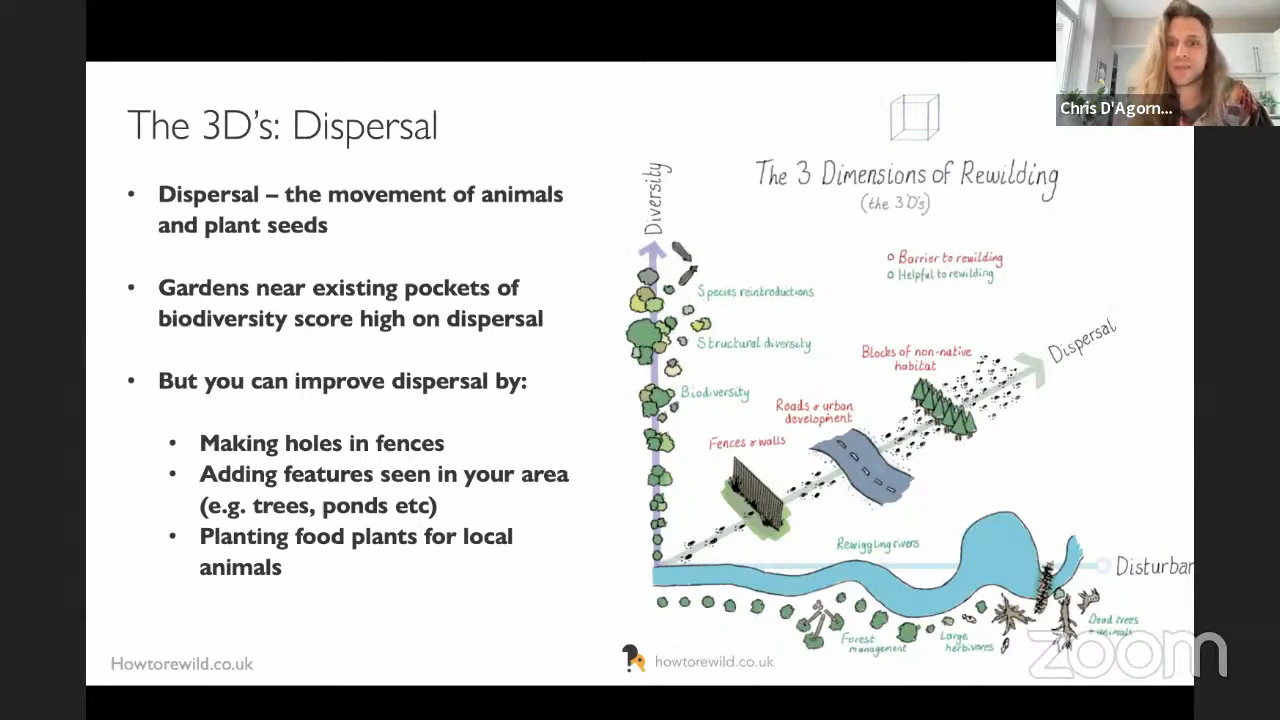 Chris D'Agorn...
The 3D's: Dispersal
• Dispersal – the movement of animals
and plant seeds
• Gardens near existing pockets of
biodiversity score high on dispersal
• But you can improve dispersal by:
• Making holes in fences
• Adding features seen in your area
(e.g. trees, ponds etc)
• Planting food plants for local
animals
Howtorewild.co.uk
The 3 Dimensions of Rewilding
(the 3D's)
Barrier to rewilding
Helpful to rewilding
Diversity
Species reintroductions
Structural diversity
Biodiversity
Dispersal
Blocks of non-native
habitat
Roads & urban
development
Fences & walls
Rewiggling rivers
Disturban
Forest
management
Large
herbivores
Dead trees
& animals
howtorewild.co.uk
zoom